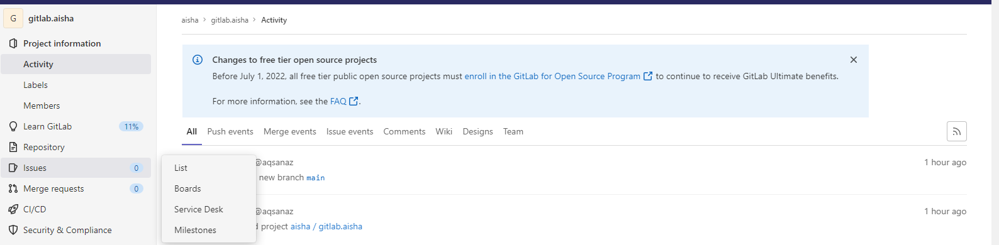 G gitlab.aisha
Project information
Activity
Labels
Members
Learn GitLab 11%
Repository
Issues 0
Merge requests 0
CI/CD
Security & Compliance
List
Boards
Service Desk
Milestones
aisha > gitlab.aisha > Activity
Changes to free tier open source projects
Before July 1, 2022, all free tier public open source projects must enroll in the GitLab for Open Source Program to continue to receive GitLab Ultimate benefits.
For more information, see the FAQ.
All Push events Merge events Issue events Comments Wiki Designs Team
@aqsanaz 1 hour ago
new branch main
@aqsanaz 1 hour ago
project aisha / gitlab.aisha